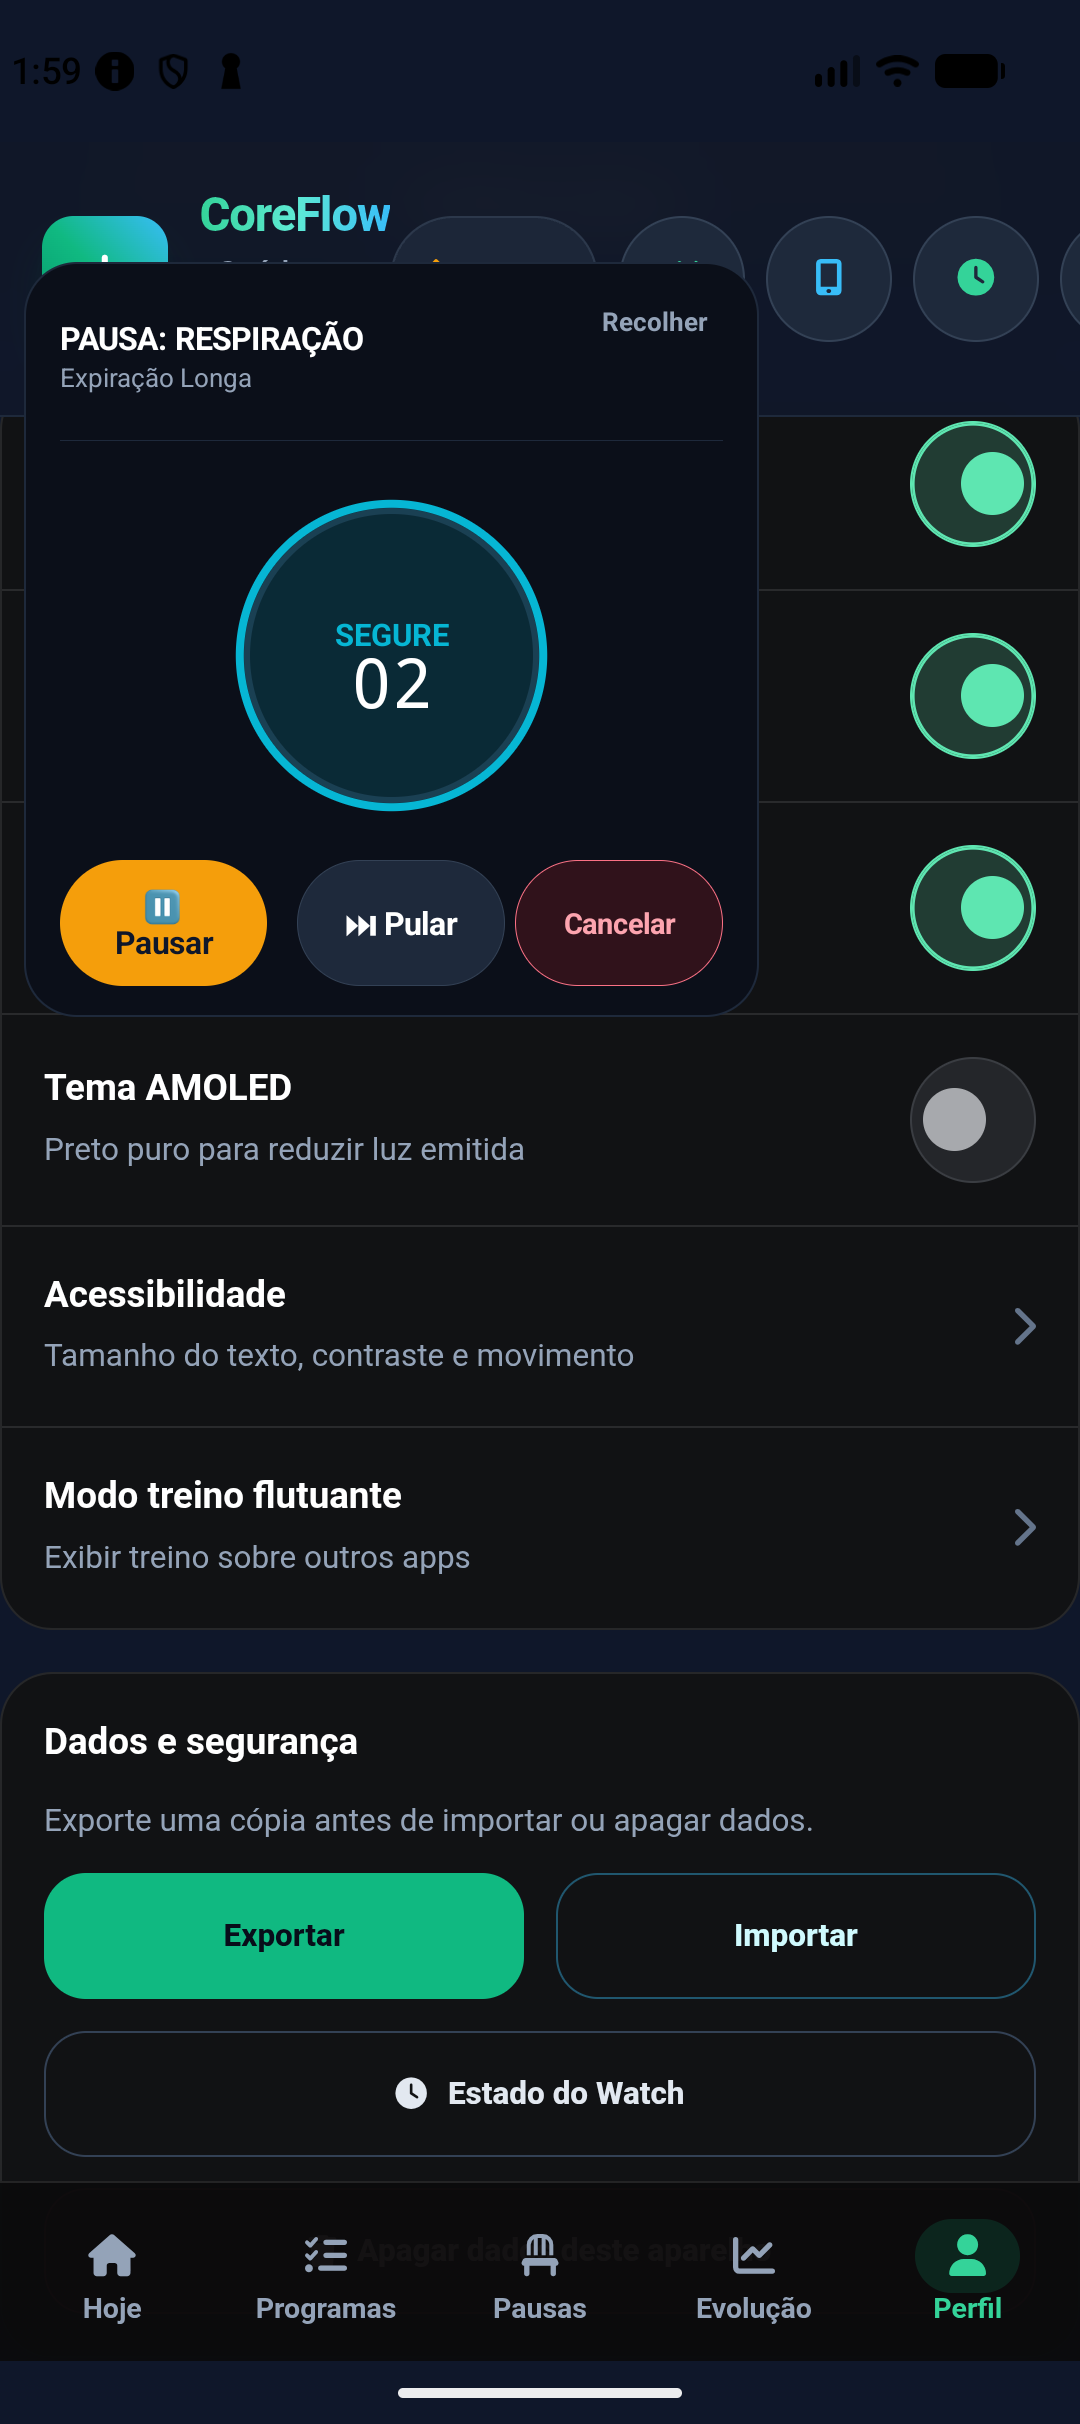 1:59
CoreFlow
PAUSA: RESPIRAÇÃO
Recolher
Expiração Longa
SEGURE
02
Pausar
Pular
Cancelar
Tema AMOLED
Preto puro para reduzir luz emitida
Acessibilidade
Tamanho do texto, contraste e movimento
Modo treino flutuante
Exibir treino sobre outros apps
Dados e segurança
Exporte uma cópia antes de importar ou apagar dados.
Exportar
Importar
Estado do Watch
Apagar deste
Hoje
Programas
Pausas
Evolução
Perfil